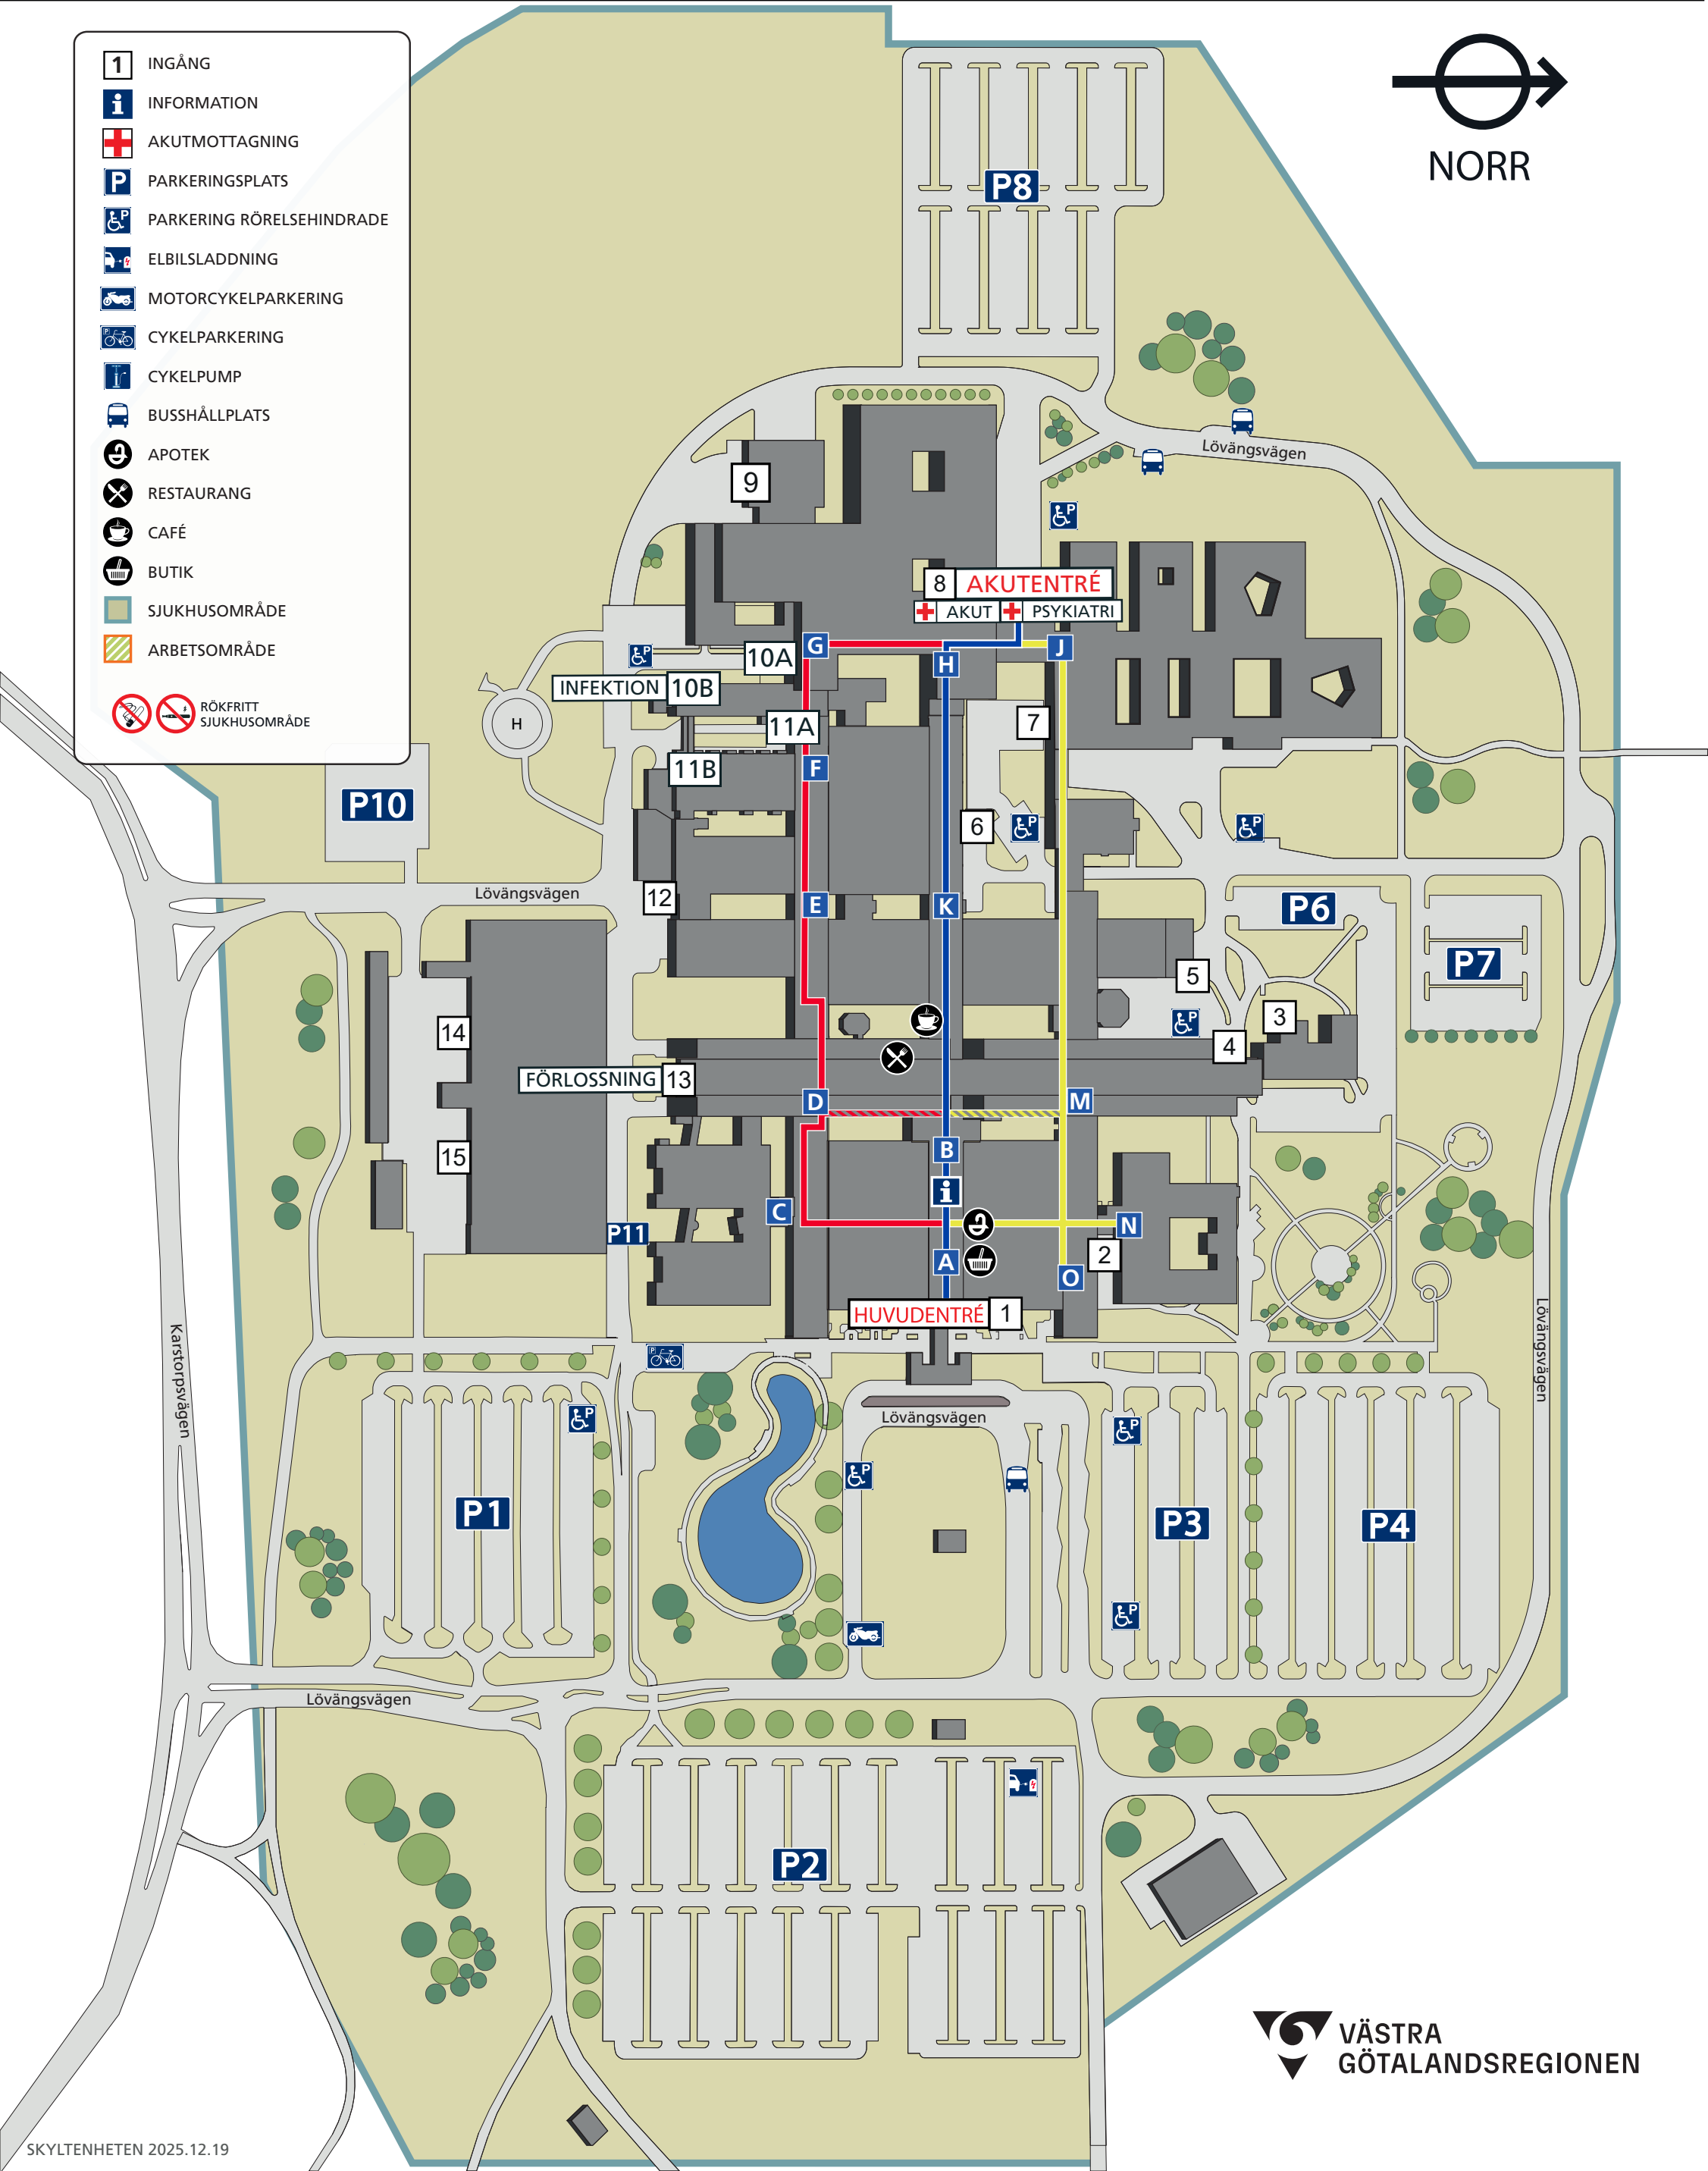 1 INGÅNG
i INFORMATION
AKUTMOTTAGNING
P PARKERINGSPLATS
P PARKERING RÖRELSEHINDRADE
ELBILSLADDNING
MOTORCYKELPARKERING
P CYKELPARKERING
CYKELPUMP
BUSSHÅLLPLATS
APOTEK
RESTAURANG
CAFÉ
BUTIK
SJUKHUSOMRÅDE
ARBETSOMRÅDE
RÖKFRITT
SJUKHUSOMRÅDE
NORR
P8
Lövängsvägen
9
P
8 AKUTENTRÉ
AKUT PSYKIATRI
G
H
J
P
10A
INFEKTION 10B
H
11A
7
11B
F
P10
6
P
P
Lövängsvägen
12
E
K
P6
P7
5
3
14
P
4
FÖRLOSSNING 13
D
M
15
B
i
P11
C
N
2
A
O
HUVUDENTRÉ 1
Karstorpsvägen
Lövängsvägen
P
P
Lövängsvägen
P
P
P1
P3
P4
P
Lövängsvägen
P2
VÄSTRA
GÖTALANDSREGIONEN
SKYLTENHETEN 2025.12.19